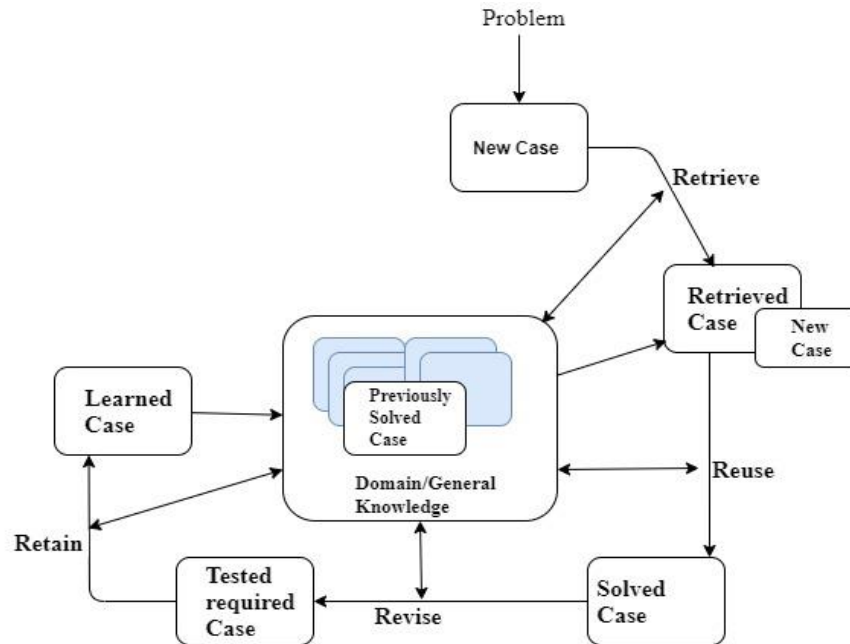 Problem
New Case
Retrieve
Retrieved
Case
New
Case
Previously
Solved
Case
Learned
Case
Domain/General
Knowledge
Reuse
Retain
Tested
required
Case
Revise
Solved
Case